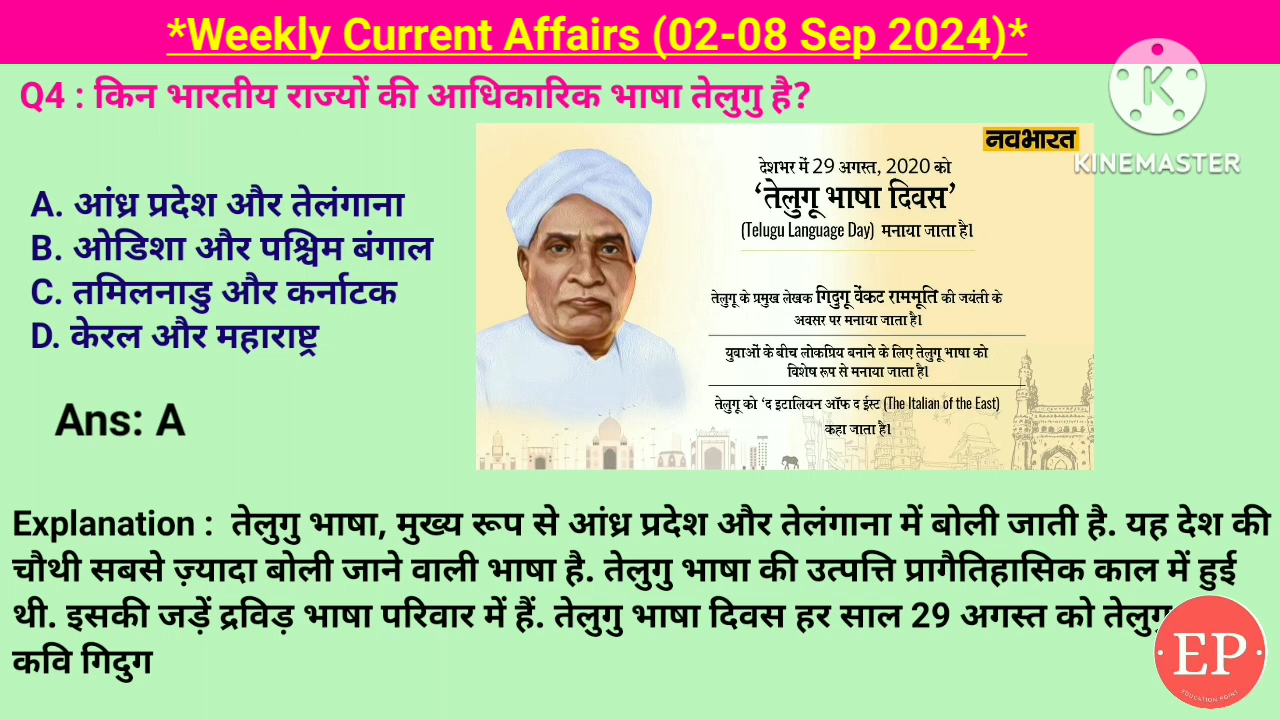 *Weekly Current Affairs (02-08 Sep 2024)*
Q4 : किन भारतीय राज्यों की आधिकारिक भाषा तेलुगु है?
K
KINEMASTER
A. आंध्र प्रदेश और तेलंगाना
B. ओडिशा और पश्चिम बंगाल
C. तमिलनाडु और कर्नाटक
D. केरल और महाराष्ट्र
Ans: A
नवभारत
देशभर में 29 अगस्त, 2020 को
‘तेलुगू भाषा दिवस’
(Telugu Language Day) मनाया जाता है।
तेलुगू के प्रमुख लेखक गिदुगू वेंकट राममूर्ति की जयंती के
अवसर पर मनाया जाता है।
युवाओं के बीच लोकप्रिय बनाने के लिए तेलुगू भाषा को
विशेष रूप से मनाया जाता है।
तेलुगू को ‘द इटालियन ऑफ द ईस्ट (The Italian of the East)
कहा जाता है।
Explanation : तेलुगु भाषा, मुख्य रूप से आंध्र प्रदेश और तेलंगाना में बोली जाती है. यह देश की
चौथी सबसे ज़्यादा बोली जाने वाली भाषा है. तेलुगु भाषा की उत्पत्ति प्रागैतिहासिक काल में हुई
थी. इसकी जड़ें द्रविड़ भाषा परिवार में हैं. तेलुगु भाषा दिवस हर साल 29 अगस्त को तेलुगु
कवि गिदुग
EP
EDUCATION POINT